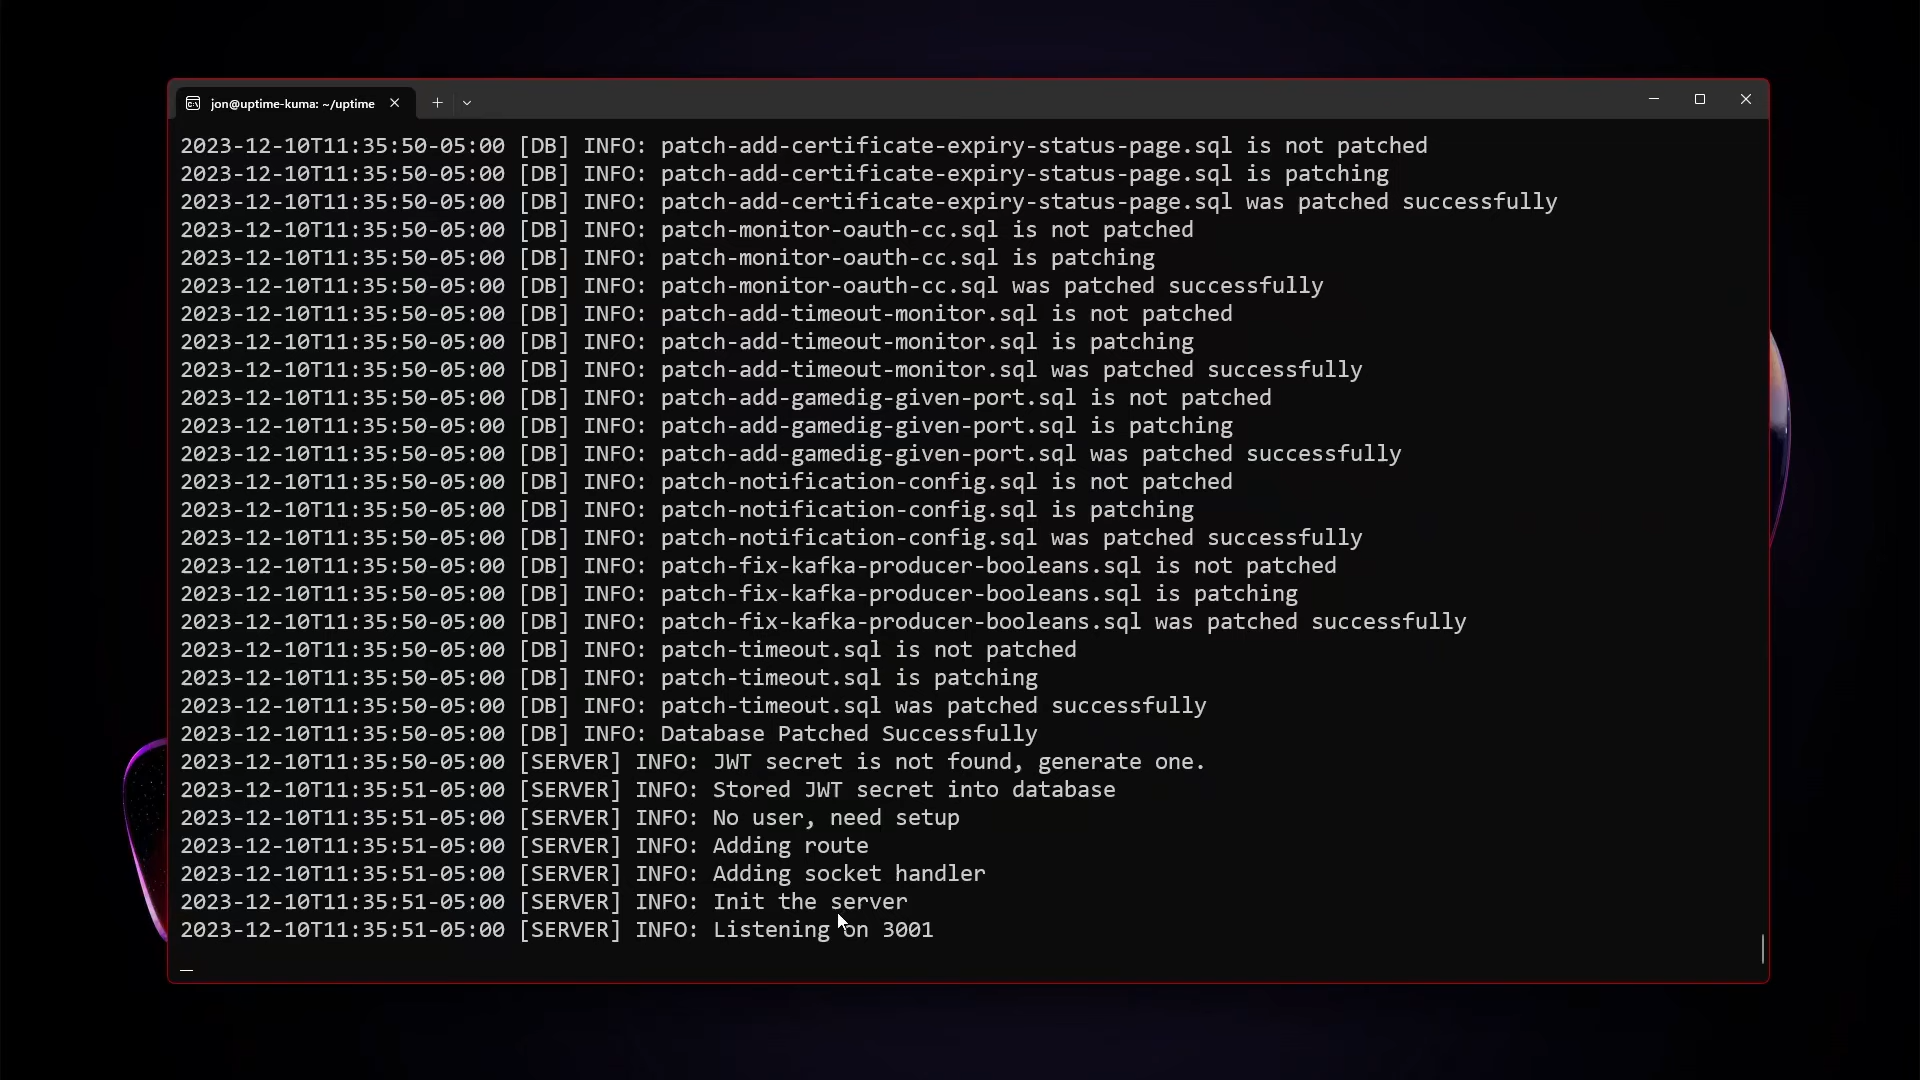 jon@uptime-kuma: ~/uptime
2023-12-10T11:35:50-05:00 [DB] INFO: patch-add-certificate-expiry-status-page.sql is not patched
2023-12-10T11:35:50-05:00 [DB] INFO: patch-add-certificate-expiry-status-page.sql is patching
2023-12-10T11:35:50-05:00 [DB] INFO: patch-add-certificate-expiry-status-page.sql was patched successfully
2023-12-10T11:35:50-05:00 [DB] INFO: patch-monitor-oauth-cc.sql is not patched
2023-12-10T11:35:50-05:00 [DB] INFO: patch-monitor-oauth-cc.sql is patching
2023-12-10T11:35:50-05:00 [DB] INFO: patch-monitor-oauth-cc.sql was patched successfully
2023-12-10T11:35:50-05:00 [DB] INFO: patch-add-timeout-monitor.sql is not patched
2023-12-10T11:35:50-05:00 [DB] INFO: patch-add-timeout-monitor.sql is patching
2023-12-10T11:35:50-05:00 [DB] INFO: patch-add-timeout-monitor.sql was patched successfully
2023-12-10T11:35:50-05:00 [DB] INFO: patch-add-gamedig-given-port.sql is not patched
2023-12-10T11:35:50-05:00 [DB] INFO: patch-add-gamedig-given-port.sql is patching
2023-12-10T11:35:50-05:00 [DB] INFO: patch-add-gamedig-given-port.sql was patched successfully
2023-12-10T11:35:50-05:00 [DB] INFO: patch-notification-config.sql is not patched
2023-12-10T11:35:50-05:00 [DB] INFO: patch-notification-config.sql is patching
2023-12-10T11:35:50-05:00 [DB] INFO: patch-notification-config.sql was patched successfully
2023-12-10T11:35:50-05:00 [DB] INFO: patch-fix-kafka-producer-booleans.sql is not patched
2023-12-10T11:35:50-05:00 [DB] INFO: patch-fix-kafka-producer-booleans.sql is patching
2023-12-10T11:35:50-05:00 [DB] INFO: patch-fix-kafka-producer-booleans.sql was patched successfully
2023-12-10T11:35:50-05:00 [DB] INFO: patch-timeout.sql is not patched
2023-12-10T11:35:50-05:00 [DB] INFO: patch-timeout.sql is patching
2023-12-10T11:35:50-05:00 [DB] INFO: patch-timeout.sql was patched successfully
2023-12-10T11:35:50-05:00 [DB] INFO: Database Patched Successfully
2023-12-10T11:35:50-05:00 [SERVER] INFO: JWT secret is not found, generate one.
2023-12-10T11:35:51-05:00 [SERVER] INFO: Stored JWT secret into database
2023-12-10T11:35:51-05:00 [SERVER] INFO: No user, need setup
2023-12-10T11:35:51-05:00 [SERVER] INFO: Adding route
2023-12-10T11:35:51-05:00 [SERVER] INFO: Adding socket handler
2023-12-10T11:35:51-05:00 [SERVER] INFO: Init the server
2023-12-10T11:35:51-05:00 [SERVER] INFO: Listening on 3001